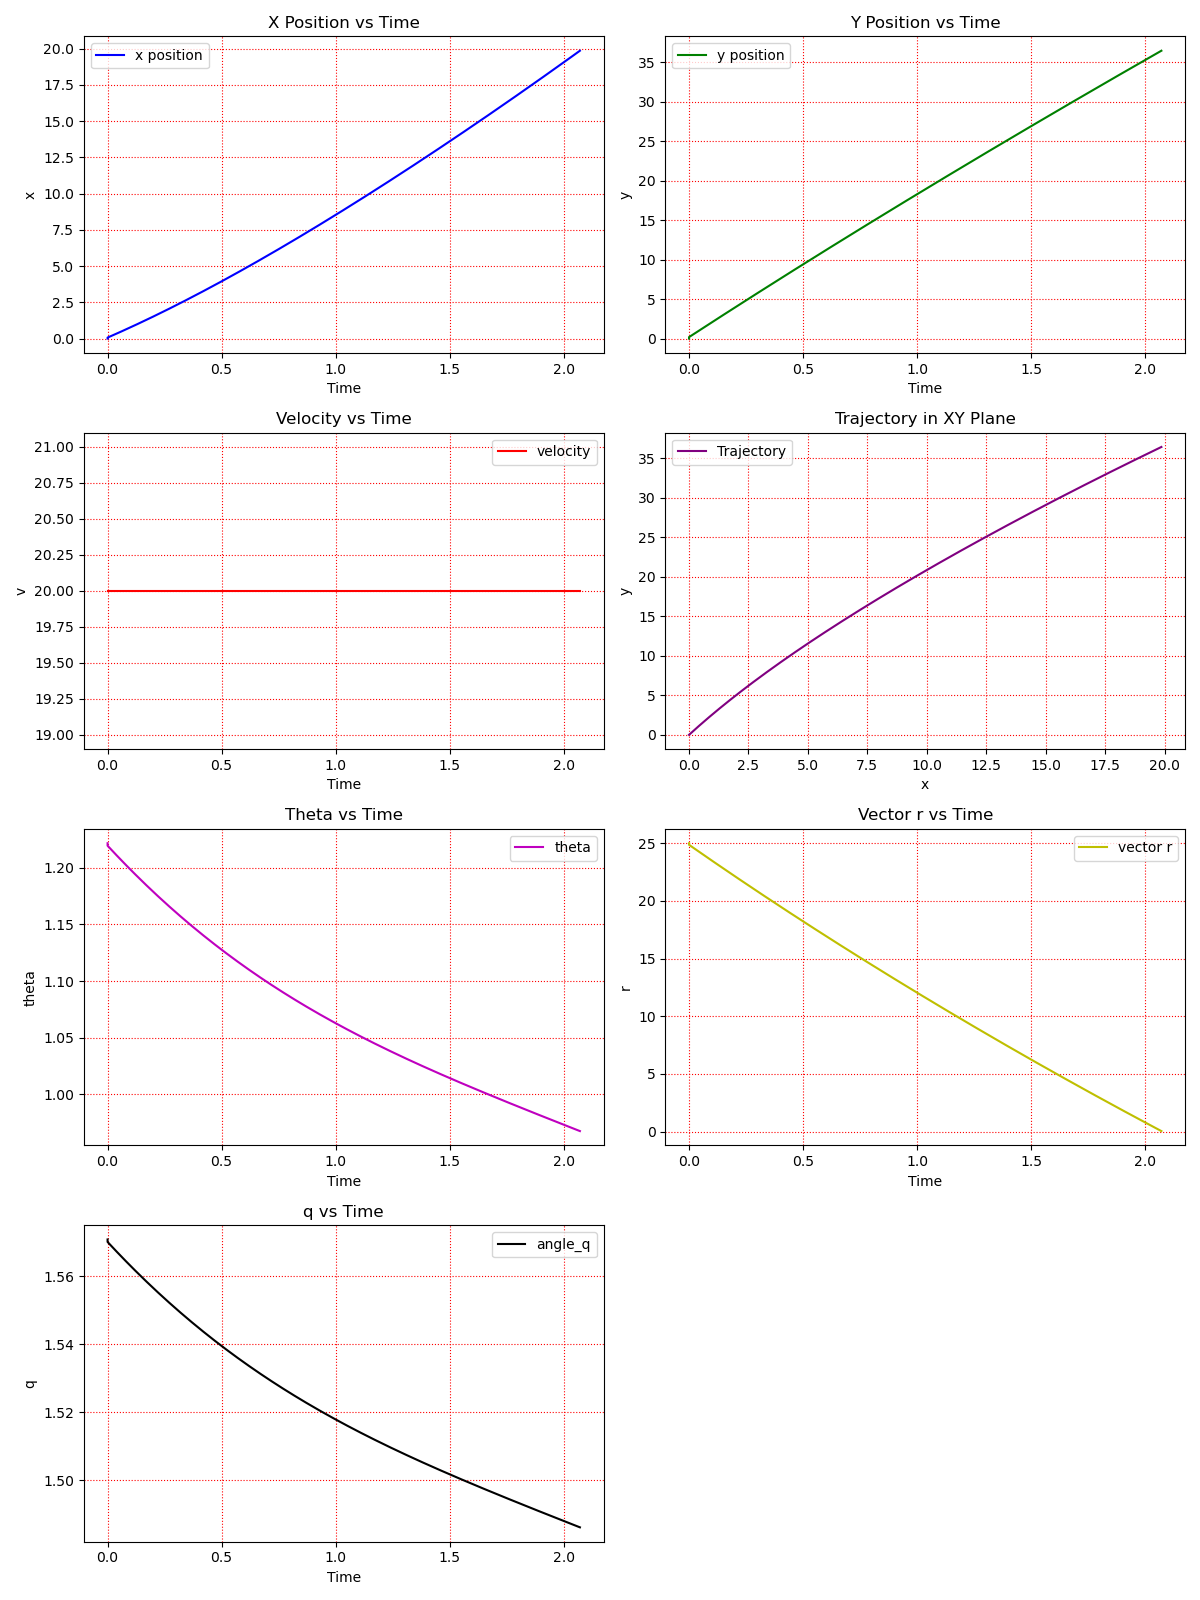 X Position vs Time
x position
20.0
17.5
15.0
12.5
10.0
7.5
5.0
2.5
0.0
x
0.0 0.5 1.0 1.5 2.0
Time
Y Position vs Time
y position
35
30
25
20
15
10
5
0
y
0.0 0.5 1.0 1.5 2.0
Time
Velocity vs Time
velocity
21.00
20.75
20.50
20.25
20.00
19.75
19.50
19.25
19.00
v
0.0 0.5 1.0 1.5 2.0
Time
Trajectory in XY Plane
Trajectory
35
30
25
20
15
10
5
0
y
0.0 2.5 5.0 7.5 10.0 12.5 15.0 17.5 20.0
x
Theta vs Time
theta
1.20
1.15
1.10
1.05
1.00
theta
0.0 0.5 1.0 1.5 2.0
Time
Vector r vs Time
vector r
25
20
15
10
5
0
r
0.0 0.5 1.0 1.5 2.0
Time
q vs Time
angle_q
1.56
1.54
1.52
1.50
q
0.0 0.5 1.0 1.5 2.0
Time